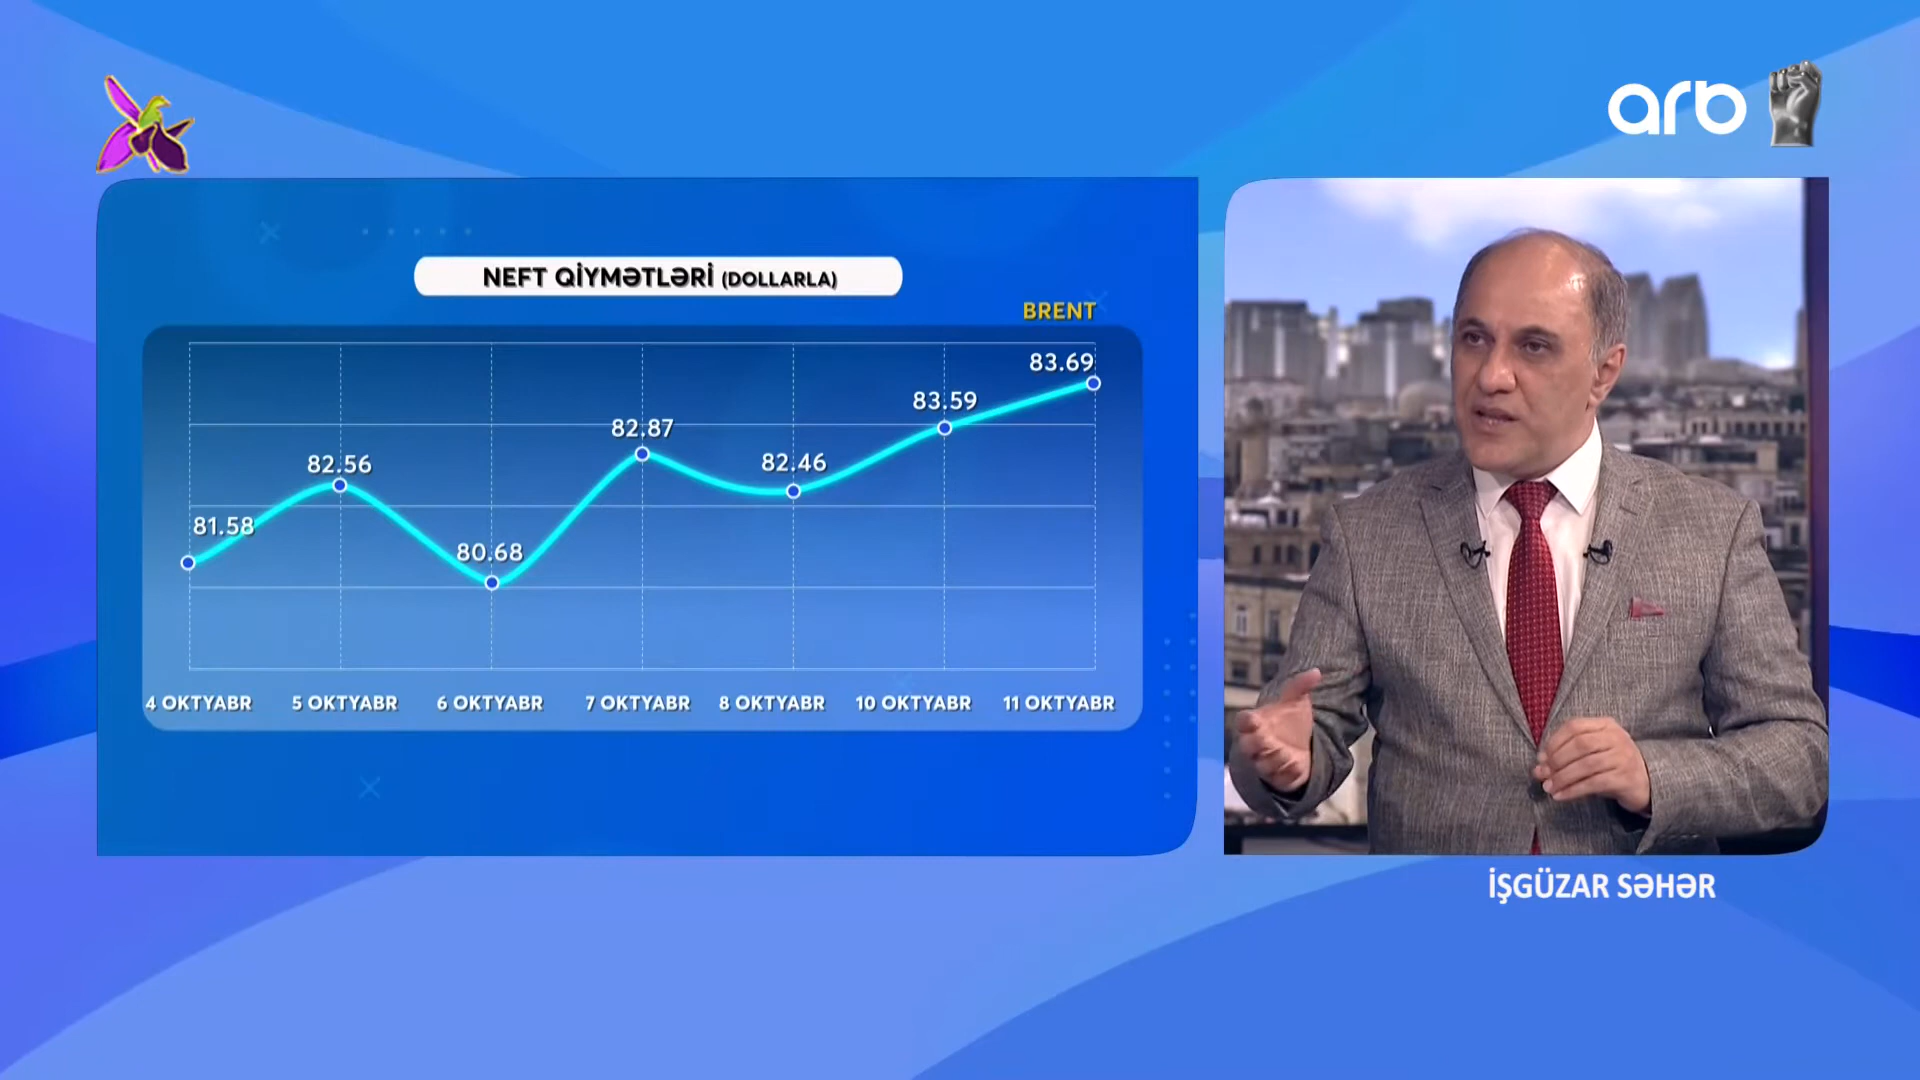 arb
NEFT QİYMƏTLƏRİ (DOLLARLA)
BRENT
81.58
82.56
80.68
82.87
82.46
83.59
83.69
4 OKTYABR
5 OKTYABR
6 OKTYABR
7 OKTYABR
8 OKTYABR
10 OKTYABR
11 OKTYABR
İŞGÜZAR SƏHƏR